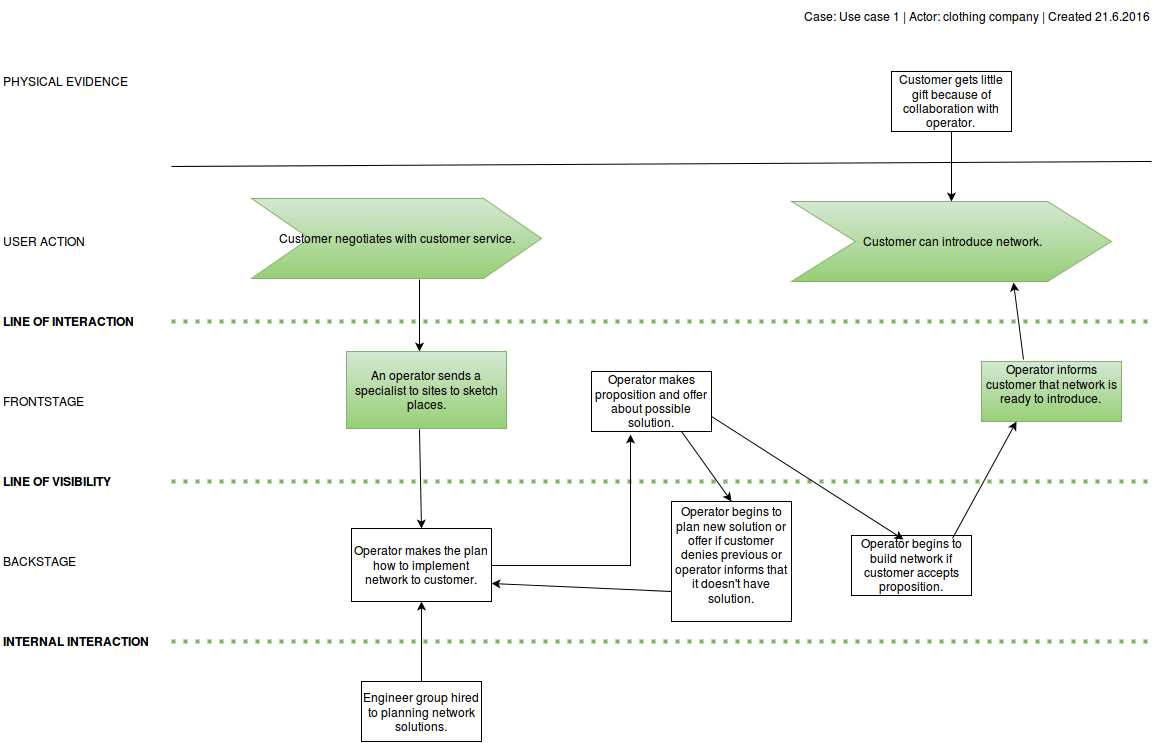 Case: Use case 1 | Actor: clothing company | Created 21.6.2016
PHYSICAL EVIDENCE
Customer gets little
gift because of
collaboration with
operator.
USER ACTION
Customer negotiates with customer service.
Customer can introduce network.
LINE OF INTERACTION
FRONTSTAGE
An operator sends a
specialist to sites to sketch
places.
Operator makes
proposition and offer
about possible
solution.
Operator informs
customer that network is
ready to introduce.
LINE OF VISIBILITY
BACKSTAGE
Operator makes the plan
how to implement
network to customer.
Operator begins to
plan new solution or
offer if customer
denies previous or
operator informs that
it doesn't have
solution.
Operator begins to
build network if
customer accepts
proposition.
INTERNAL INTERACTION
Engineer group hired
to planning network
solutions.